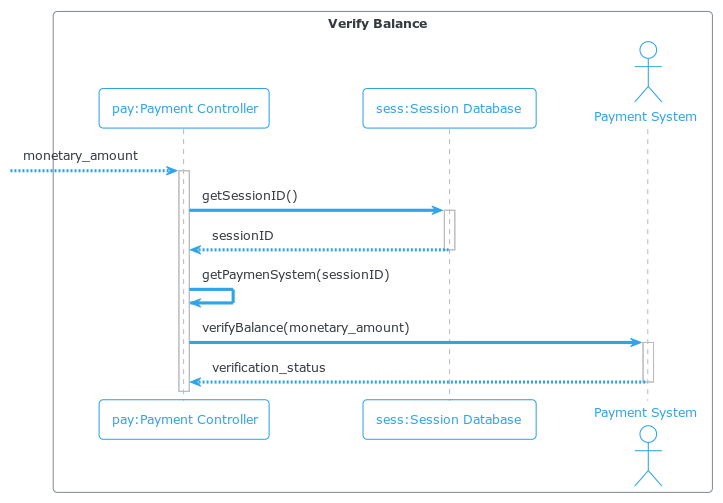 Verify Balance
pay:Payment Controller
sess:Session Database
Payment System
monetary_amount
getSessionID()
sessionID
getPaymenSystem(sessionID)
verifyBalance(monetary_amount)
verification_status
pay:Payment Controller
sess:Session Database
Payment System